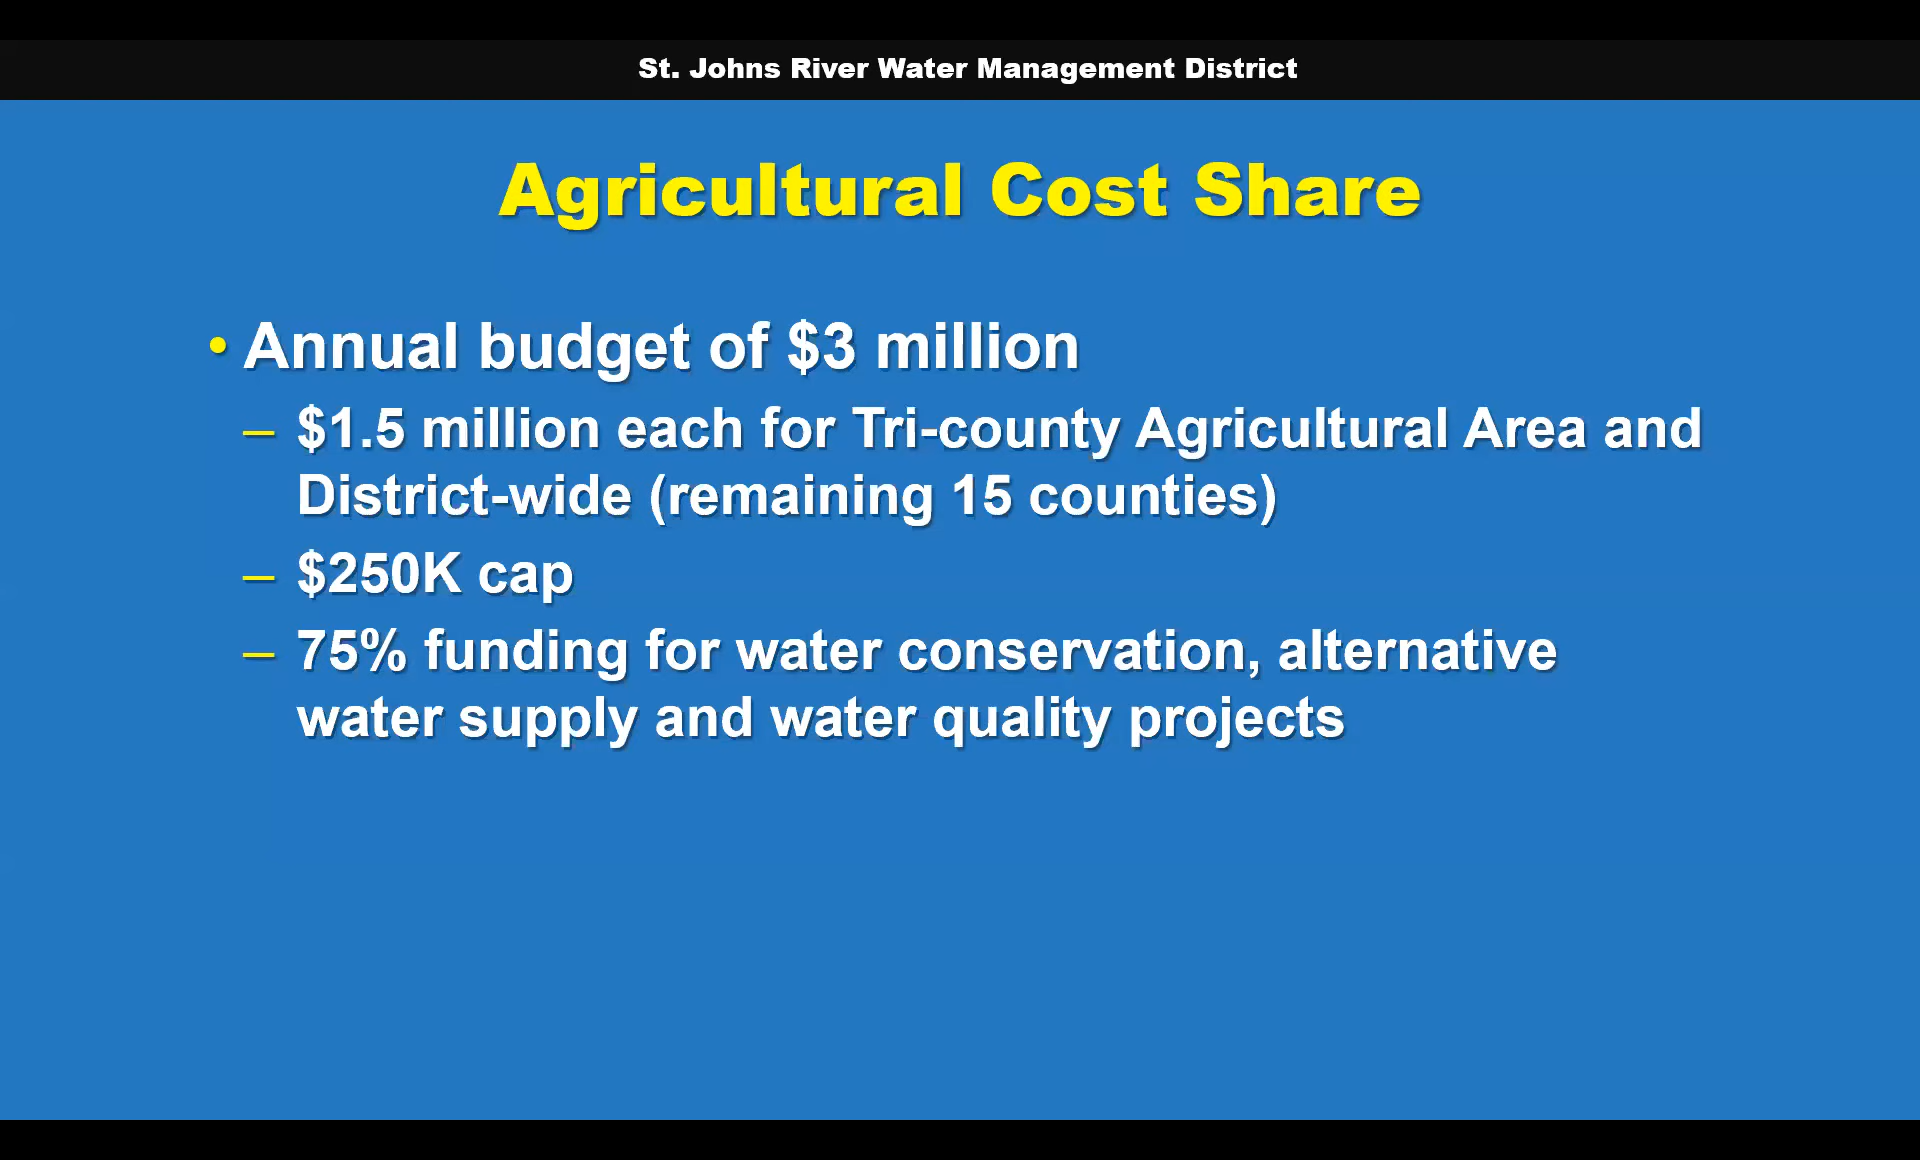 St. Johns River Water Management District
Agricultural Cost Share
• Annual budget of $3 million
– $1.5 million each for Tri-county Agricultural Area and
District-wide (remaining 15 counties)
– $250K cap
– 75% funding for water conservation, alternative
water supply and water quality projects